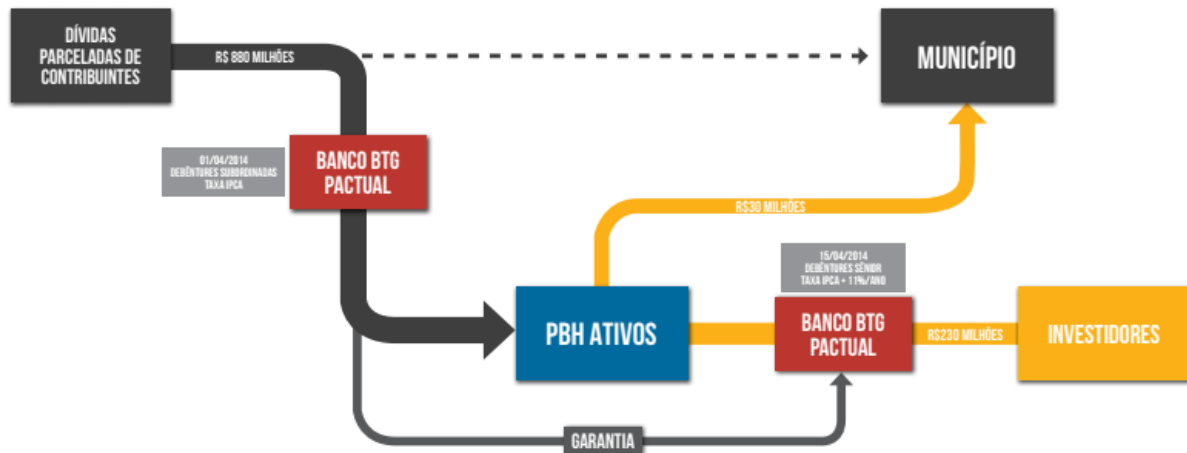 DÍVIDAS
PARCELADAS DE
CONTRIBUINTES
R$ 880 MILHÕES
MUNICÍPIO
01/04/2014
DEBÊNTURES SUBORDINADAS
TAXA IPCA
BANCO BTG
PACTUAL
R$30 MILHÕES
15/04/2014
DEBÊNTURES SÊNIOR
TAXA IPCA + 11%/ANO
PBH ATIVOS
BANCO BTG
PACTUAL
R$230 MILHÕES
INVESTIDORES
GARANTIA